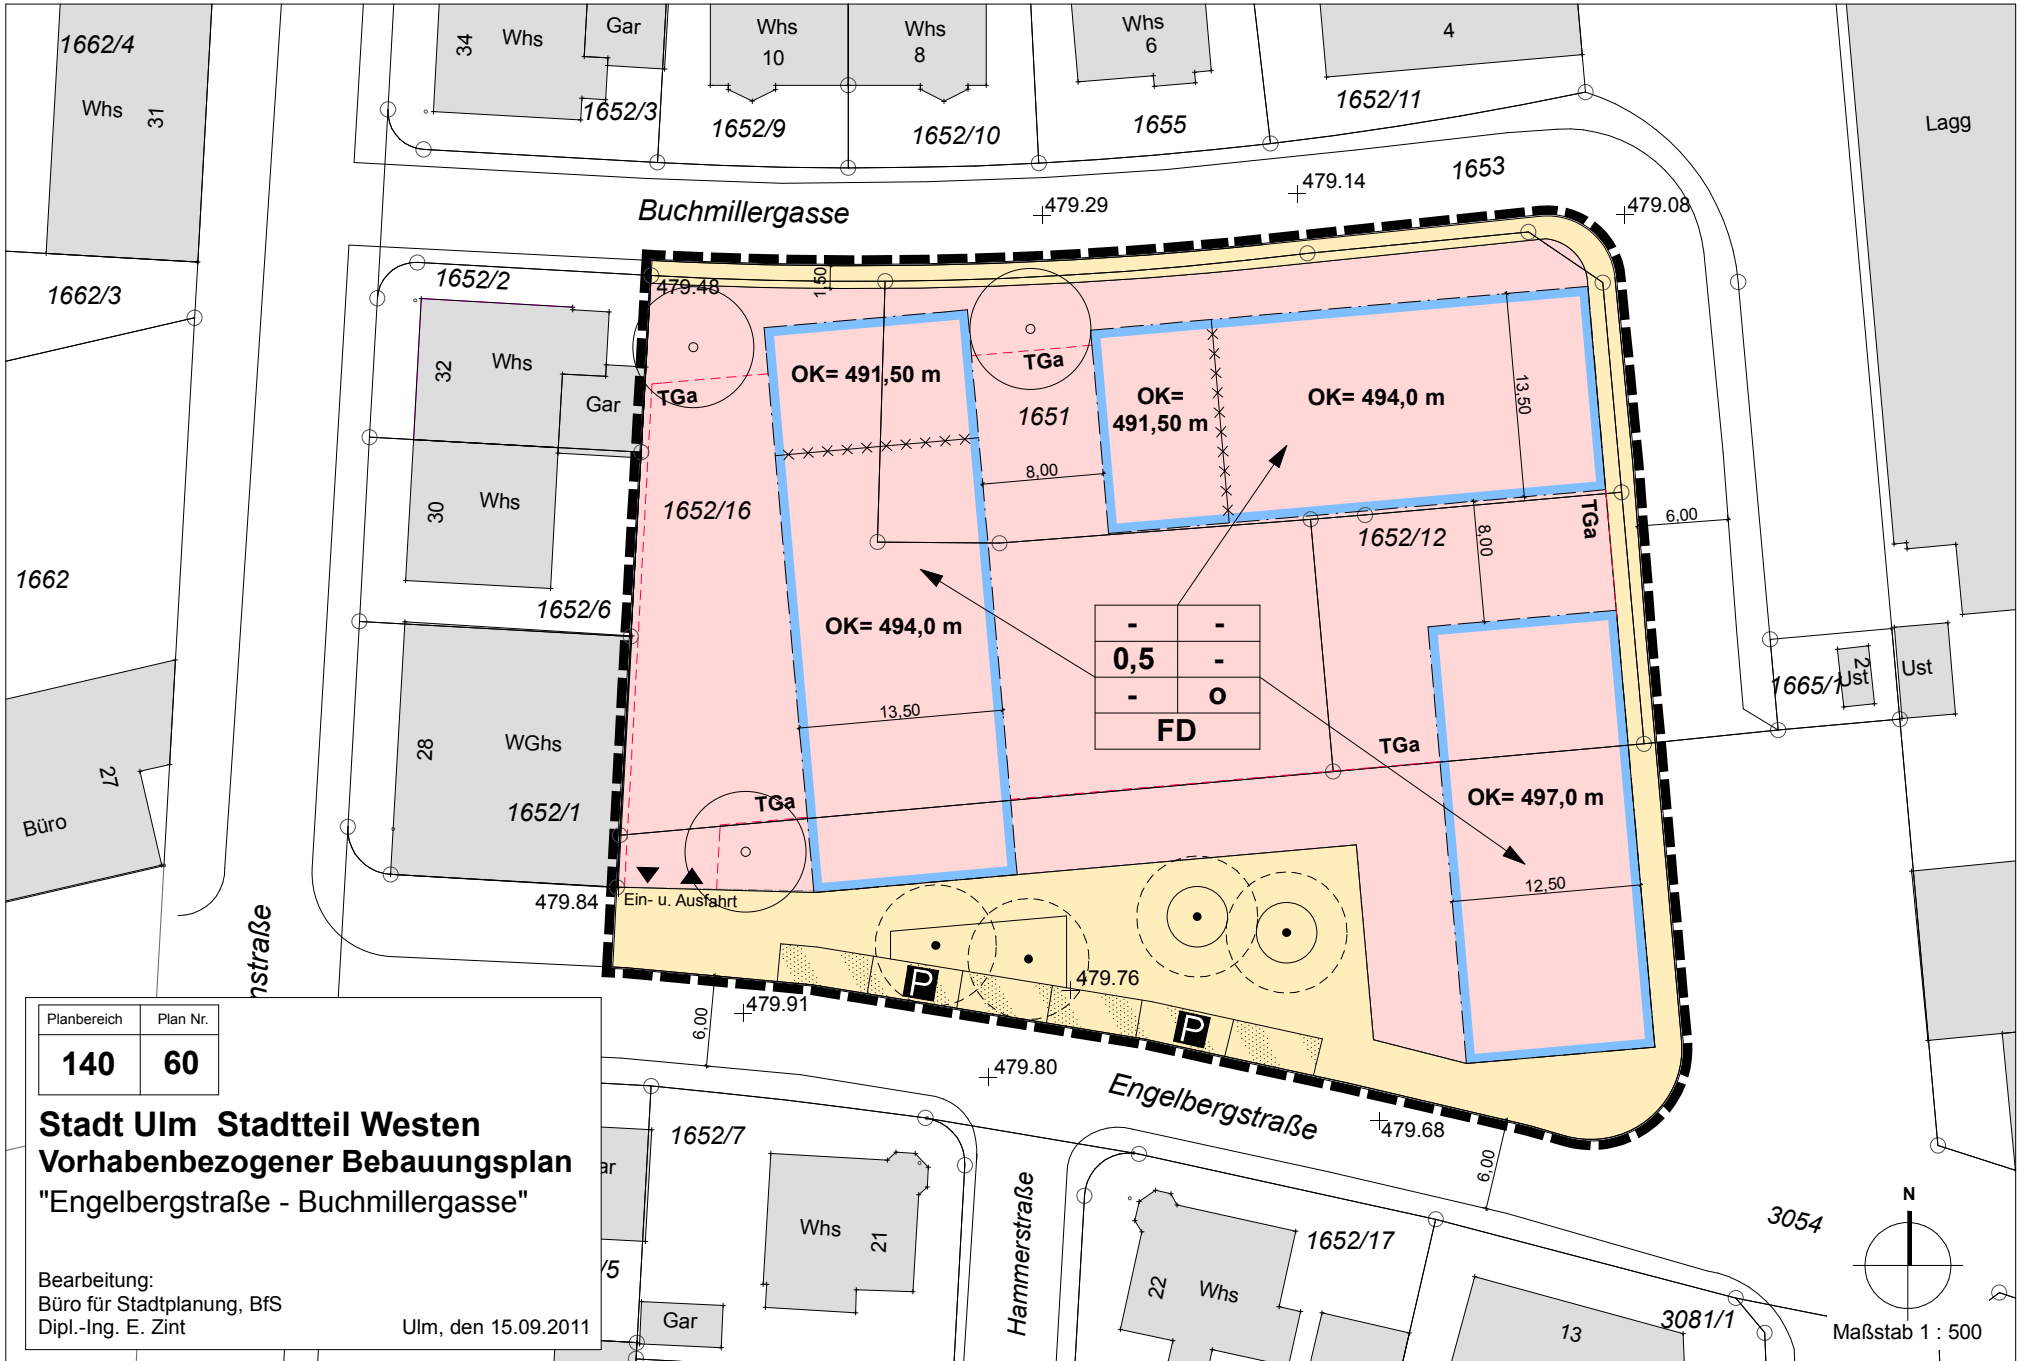 1662/4
Whs
31
34
Whs
Gar
1652/3
Whs
10
1652/9
Whs
8
1652/10
Whs
6
1655
4
1652/11
Lagg
1653
479.14
479.29
479.08
Buchmillergasse
1662/3
1652/2
479.48
1,50
32
Whs
Gar
TGa
OK= 491,50 m
TGa
1651
OK=
491,50 m
OK= 494,0 m
13,50
8,00
1652/16
30
Whs
1652/12
8,00
TGa
6,00
1662
1652/6
OK= 494,0 m
- -
0,5 -
- o
FD
1665/1
2
Ust
Ust
13,50
28
WGhs
1652/1
TGa
TGa
OK= 497,0 m
27
Büro
12,50
479.84
Ein- u. Ausfahrt
nstraße
P
479.76
P
479.91
6,00
479.80
Engelbergstraße
479.68
6,00
Planbereich Plan Nr.
140 60
Stadt Ulm Stadtteil Westen
Vorhabenbezogener Bebauungsplan
"Engelbergstraße - Buchmillergasse"
Bearbeitung:
Büro für Stadtplanung, BfS
Dipl.-Ing. E. Zint
Ulm, den 15.09.2011
ar
1652/7
/5
Whs
21
Gar
Hammerstraße
22
Whs
1652/17
13
3081/1
3054
N
Maßstab 1 : 500